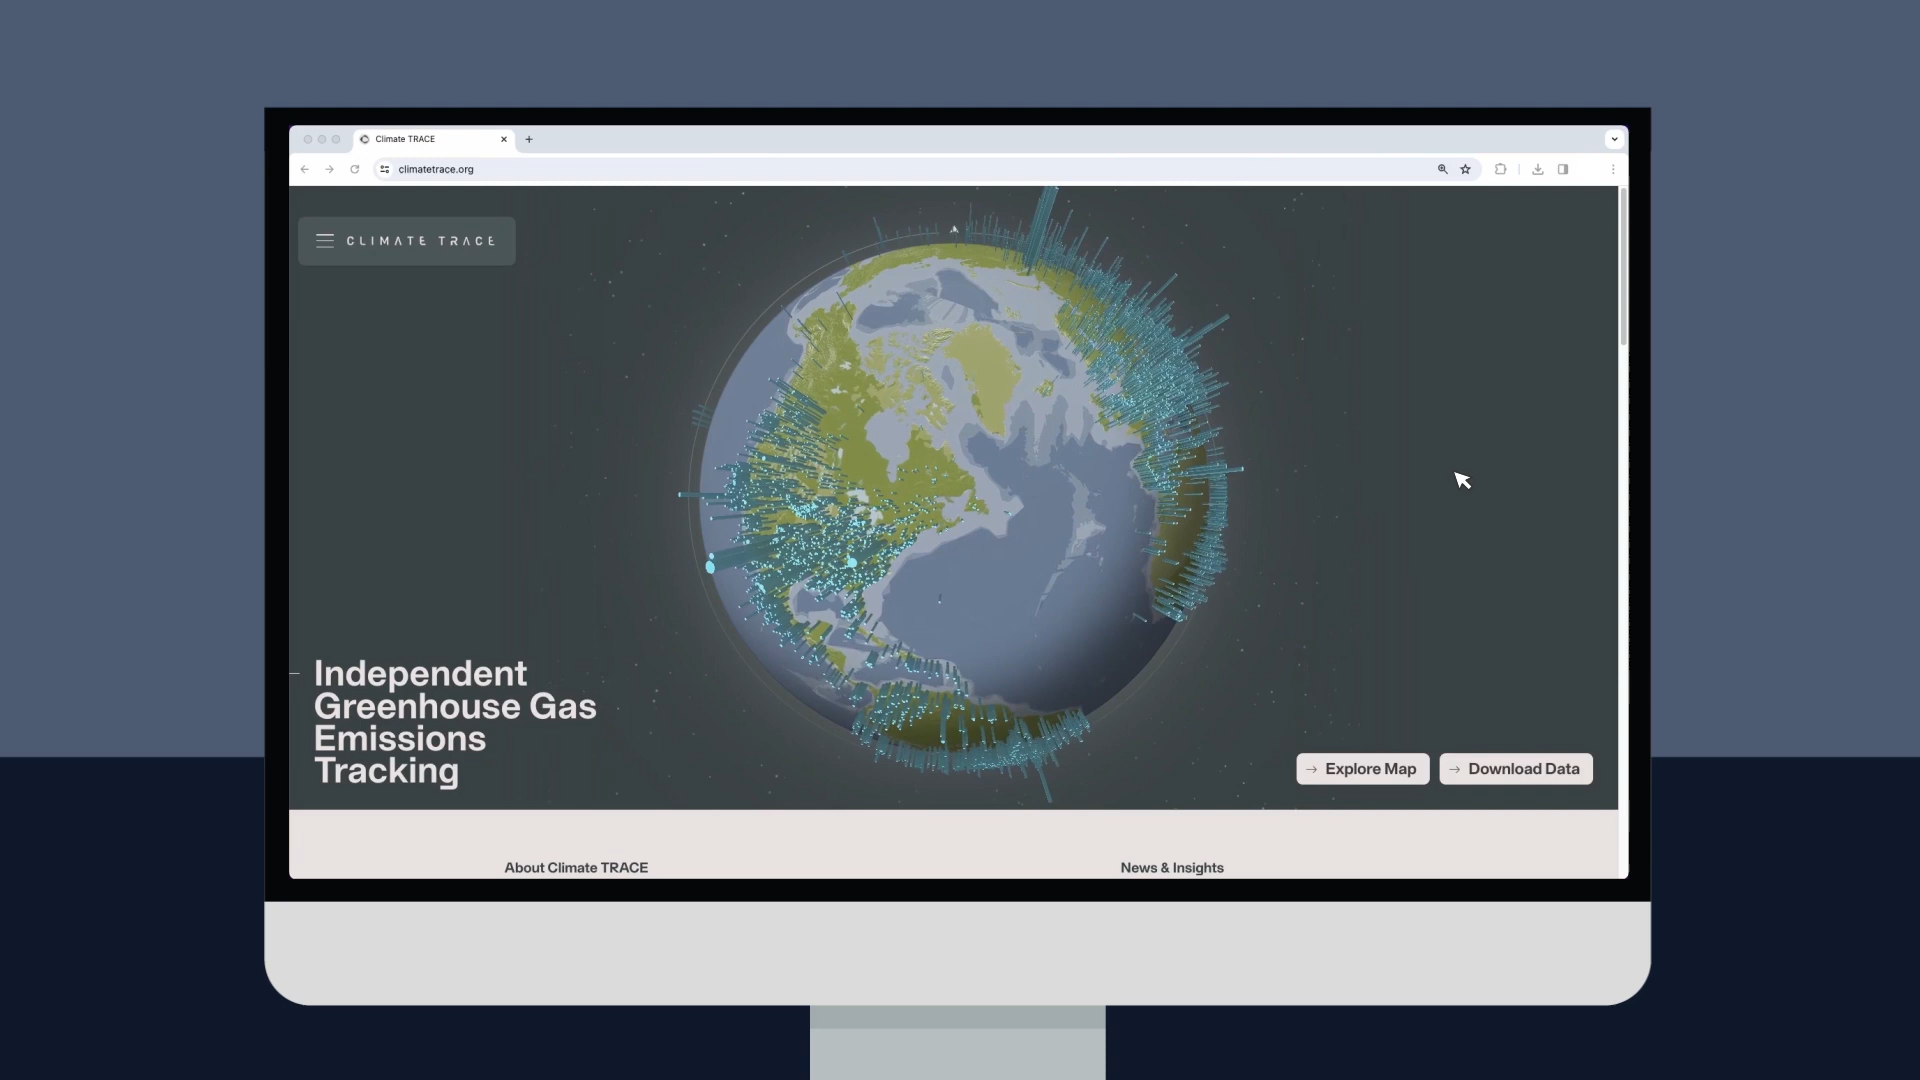 Climate TRACE
climatetrace.org
CLIMATE TRACE
Independent
Greenhouse Gas
Emissions
Tracking
Explore Map
Download Data
About Climate TRACE
News & Insights